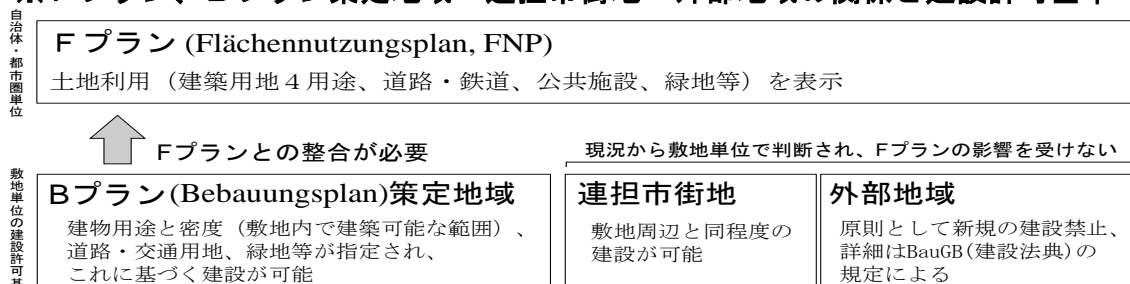 自治体・都市圏単位
Fプラン (Flächennutzungsplan, FNP)
土地利用（建築用地４用途、道路・鉄道、公共施設、緑地等）を表示
Fプランとの整合が必要
現況から敷地単位で判断され、Fプランの影響を受けない
敷地単位の建設許可基
Bプラン(Bebauungsplan)策定地域
建物用途と密度（敷地内で建築可能な範囲）、
道路・交通用地、緑地等が指定され、
これに基づく建設が可能
連担市街地
敷地周辺と同程度の
建設が可能
外部地域
原則として新規の建設禁止、
詳細はBauGB(建設法典)の
規定による